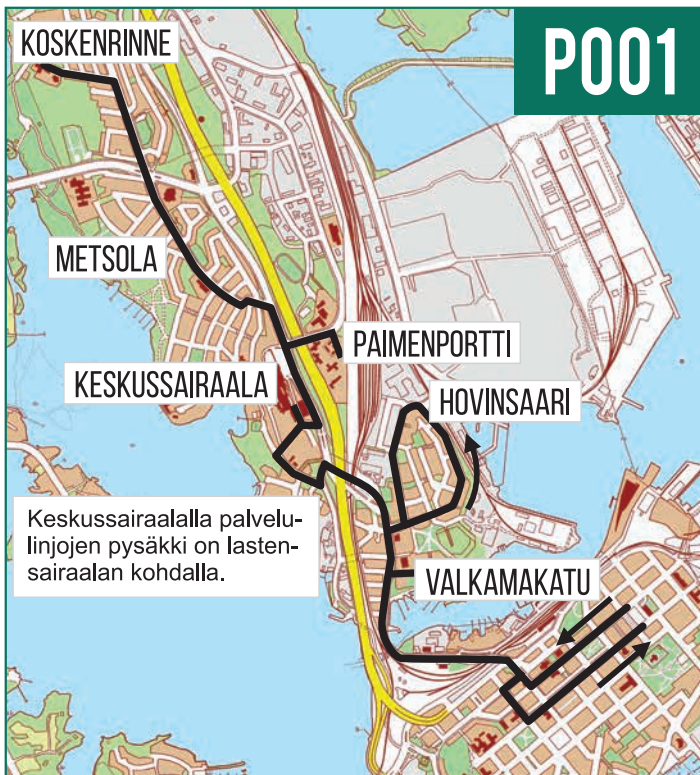 KOSKENRINNE
P001
METSOLA
PAIMENPORTTI
KESKUSSAIRAALA
HOVINSAARI
Keskussairaalalla palvelu-
linjojen pysäkki on lasten-
sairaalan kohdalla.
VALKAMAKATU